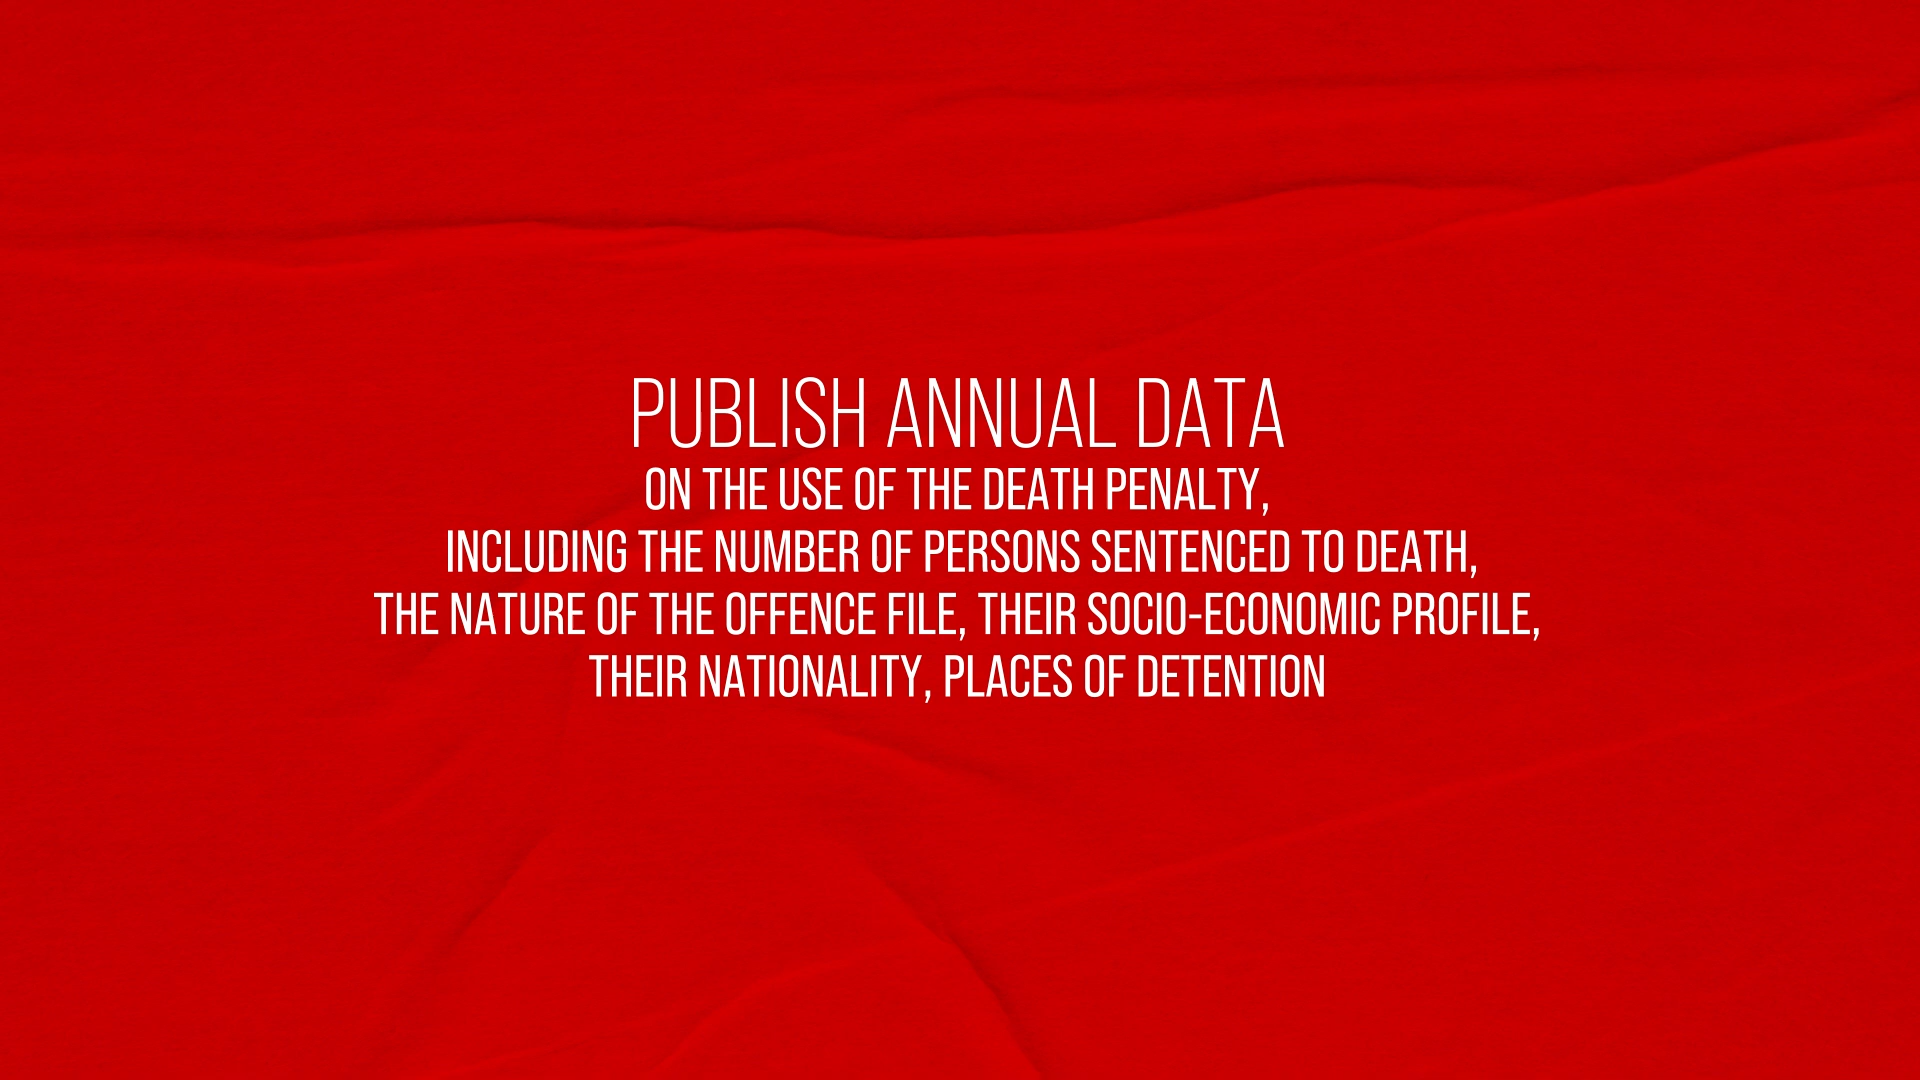 PUBLISH ANNUAL DATA
ON THE USE OF THE DEATH PENALTY,
INCLUDING THE NUMBER OF PERSONS SENTENCED TO DEATH,
THE NATURE OF THE OFFENCE FILE, THEIR SOCIO-ECONOMIC PROFILE,
THEIR NATIONALITY, PLACES OF DETENTION